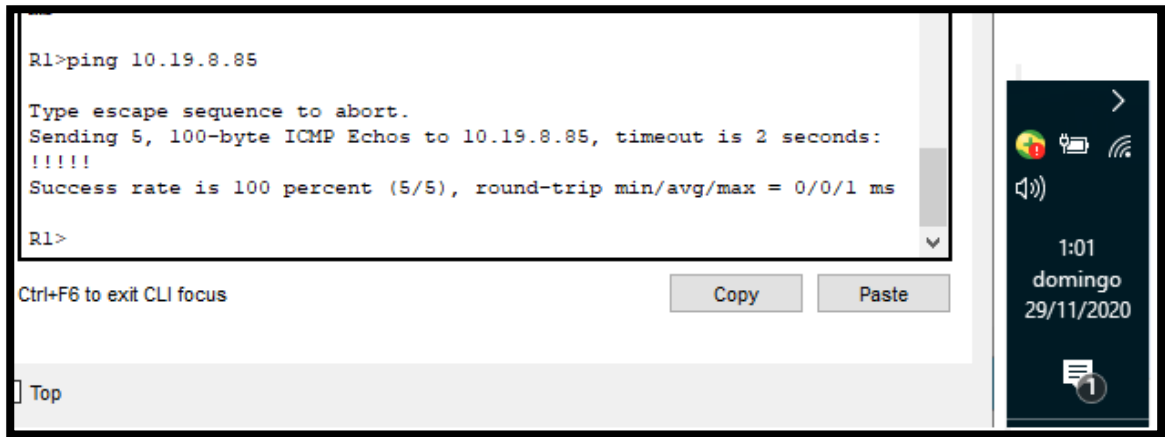 R1>ping 10.19.8.85
Type escape sequence to abort.
Sending 5, 100-byte ICMP Echos to 10.19.8.85, timeout is 2 seconds:
!!!!!
Success rate is 100 percent (5/5), round-trip min/avg/max = 0/0/1 ms
R1>
Ctrl+F6 to exit CLI focus
Copy
Paste
Top
1:01
domingo
29/11/2020
1